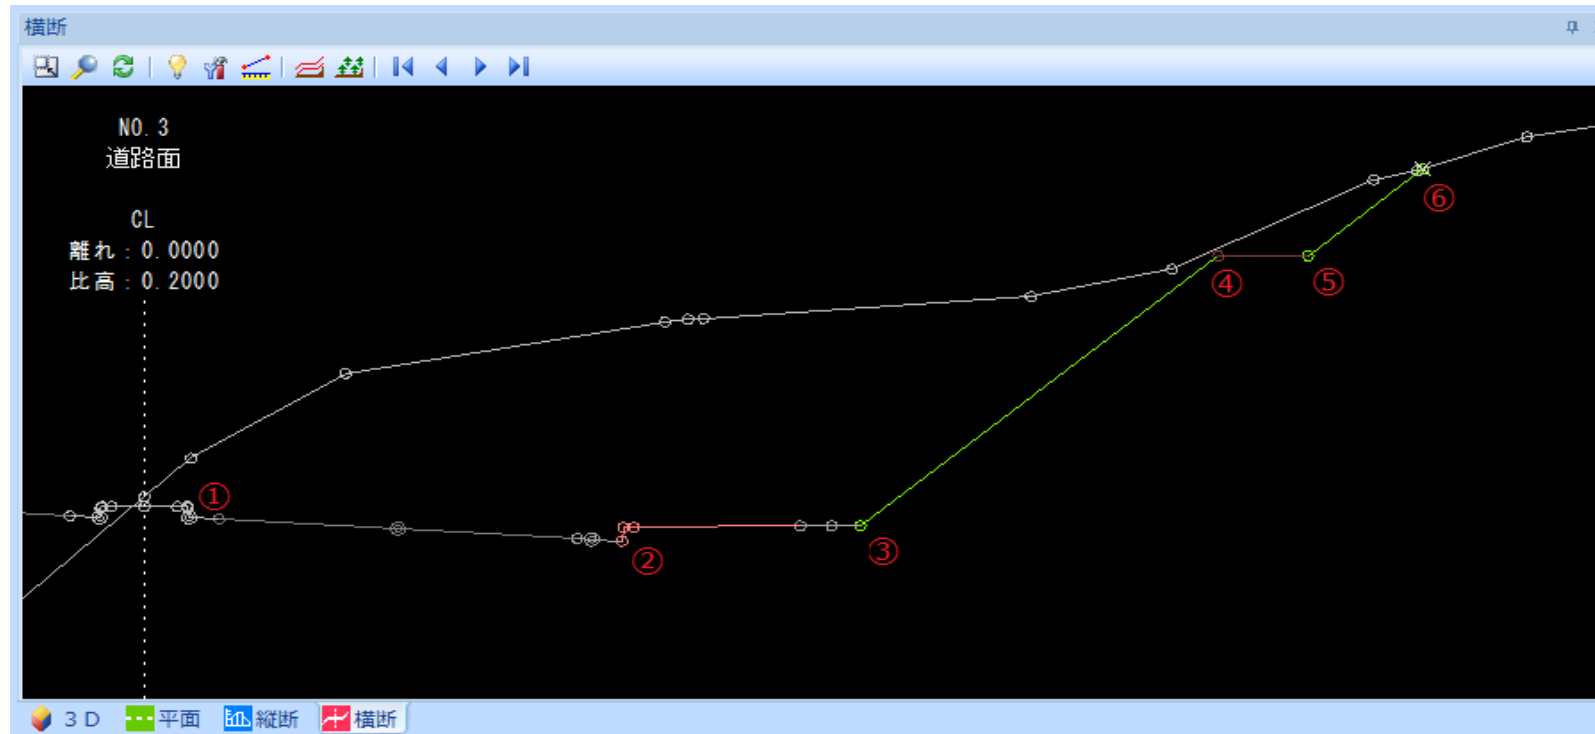 横断
NO. 3
道路面
CL
離れ：0. 0000
比高：0. 2000
①
②
③
④
⑤
⑥
３Ｄ
平面
縦断
横断